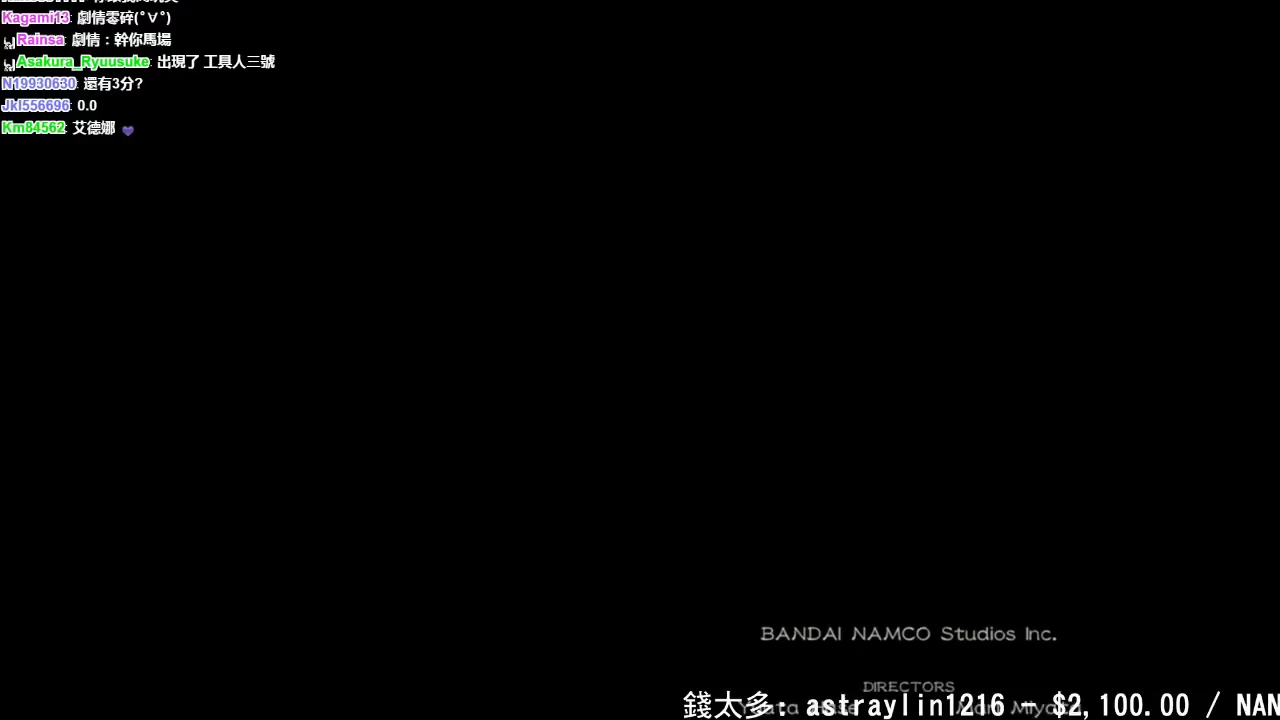 Kagami13: 劇情零碎(ﾟ∀ﾟ)
Rainsa: 劇情：幹你馬場
Asakura_Ryuusuke: 出現了 工具人三號
N19930630: 還有3分?
Jkl556696: 0.0
Km84562: 艾德娜
BANDAI NAMCO Studios Inc.
DIRECTORS
錢太多: astraylin1216 - $2,100.00 / NAN